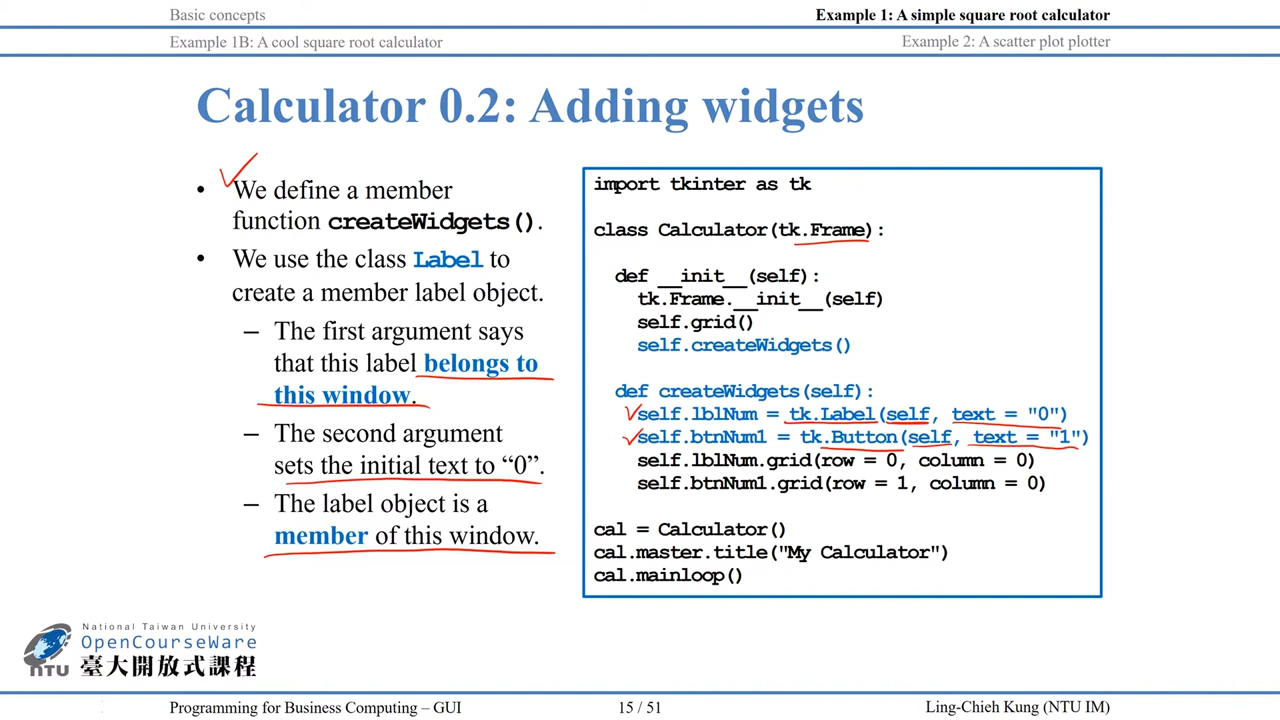 Basic concepts
Example 1: A simple square root calculator
Example 1B: A cool square root calculator
Example 2: A scatter plot plotter
Calculator 0.2: Adding widgets
• We define a member
function createWidgets().
• We use the class Label to
create a member label object.
– The first argument says
that this label belongs to
this window.
– The second argument
sets the initial text to “0”.
– The label object is a
member of this window.
import tkinter as tk
class Calculator(tk.Frame):
def __init__(self):
tk.Frame.__init__(self)
self.grid()
self.createWidgets()
def createWidgets(self):
self.lblNum = tk.Label(self, text = "0")
self.btnNum1 = tk.Button(self, text = "1")
self.lblNum.grid(row = 0, column = 0)
self.btnNum1.grid(row = 1, column = 0)
cal = Calculator()
cal.master.title("My Calculator")
cal.mainloop()
National Taiwan University
OpenCourseWare
NTU 臺大開放式課程
Programming for Business Computing – GUI
15 / 51
Ling-Chieh Kung (NTU IM)